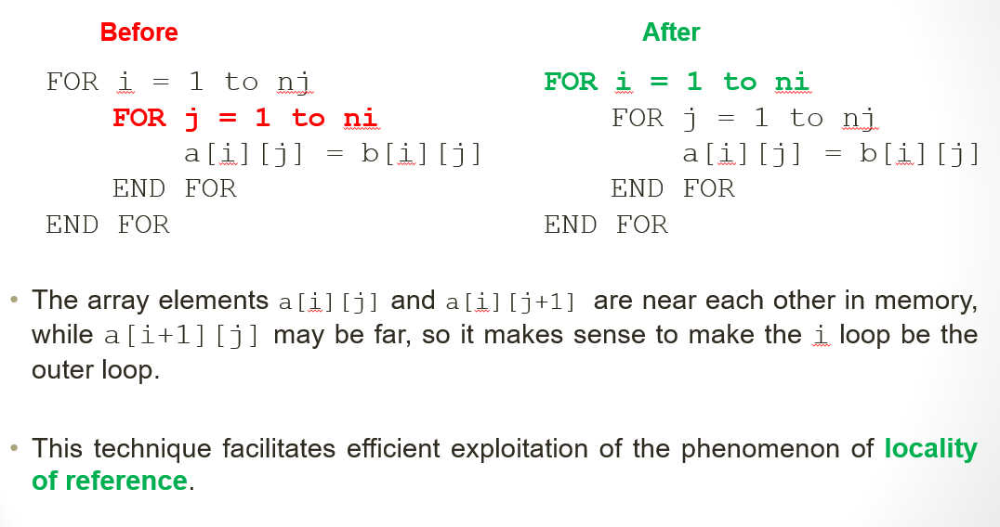 Before
After
FOR i = 1 to nj
FOR j = 1 to ni
a[i][j] = b[i][j]
END FOR
END FOR
FOR i = 1 to ni
FOR j = 1 to nj
a[i][j] = b[i][j]
END FOR
END FOR
• The array elements a[i][j] and a[i][j+1] are near each other in memory,
while a[i+1][j] may be far, so it makes sense to make the i loop be the
outer loop.
• This technique facilitates efficient exploitation of the phenomenon of locality
of reference.